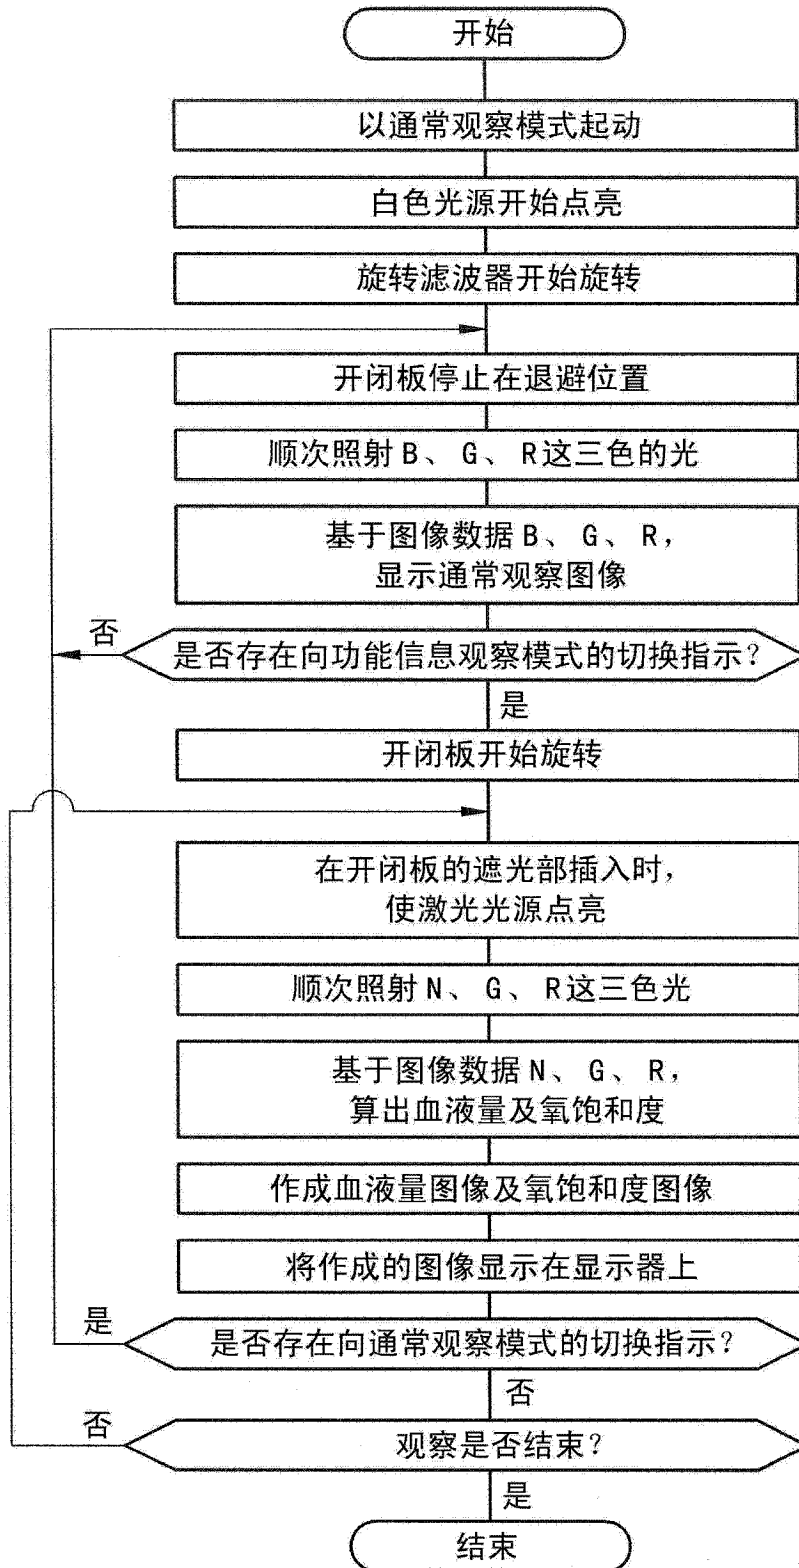 开始
以通常观察模式起动
白色光源开始点亮
旋转滤波器开始旋转
开闭板停止在退避位置
顺次照射 B、 G、 R这三色的光
基于图像数据 B、 G、 R，
显示通常观察图像
否
是否存在向功能信息观察模式的切换指示？
是
开闭板开始旋转
在开闭板的遮光部插入时，
使激光光源点亮
顺次照射 N、 G、 R这三色光
基于图像数据 N、 G、 R，
算出血液量及氧饱和度
作成血液量图像及氧饱和度图像
将作成的图像显示在显示器上
是
是否存在向通常观察模式的切换指示？
否
否
观察是否结束？
是
结束